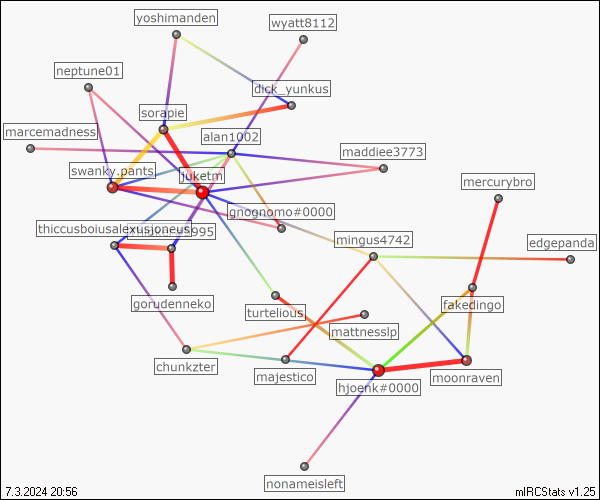 yoshimanden
wyatt8112
neptune01
dick_yunkus
sorapie
marcemadness
alan1002
maddiee3773
swanky.pants
juketm
mercurybro
gnognomo#0000
thiccusboiusalexusjoneus
5995
mingus4742
edgepanda
gorudenneko
turtelious
fakedingo
mattnesslp
chunkzter
majestico
moonraven
hjoenk#0000
nonameisleft
7.3.2024 20:56
mIRCStats v1.25